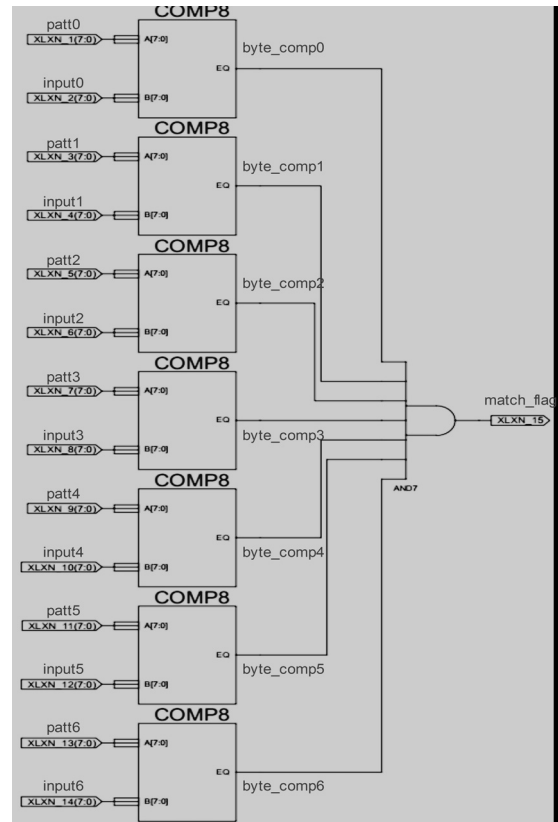 COMP8
patt0
XLXN_1(7:0)
A[7:0]
byte_comp0
EQ
input0
XLXN_2(7:0)
B[7:0]
COMP8
patt1
XLXN_3(7:0)
A[7:0]
byte_comp1
EQ
input1
XLXN_4(7:0)
B[7:0]
COMP8
patt2
XLXN_5(7:0)
A[7:0]
byte_comp2
EQ
input2
XLXN_6(7:0)
B[7:0]
COMP8
patt3
XLXN_7(7:0)
A[7:0]
match_flag
XLXN_15
EQ
byte_comp3
input3
XLXN_8(7:0)
B[7:0]
COMP8
AND7
patt4
XLXN_9(7:0)
A[7:0]
EQ
byte_comp4
input4
XLXN_10(7:0)
B[7:0]
COMP8
patt5
XLXN_11(7:0)
A[7:0]
EQ
byte_comp5
input5
XLXN_12(7:0)
B[7:0]
COMP8
patt6
XLXN_13(7:0)
A[7:0]
EQ
byte_comp6
input6
XLXN_14(7:0)
B[7:0]